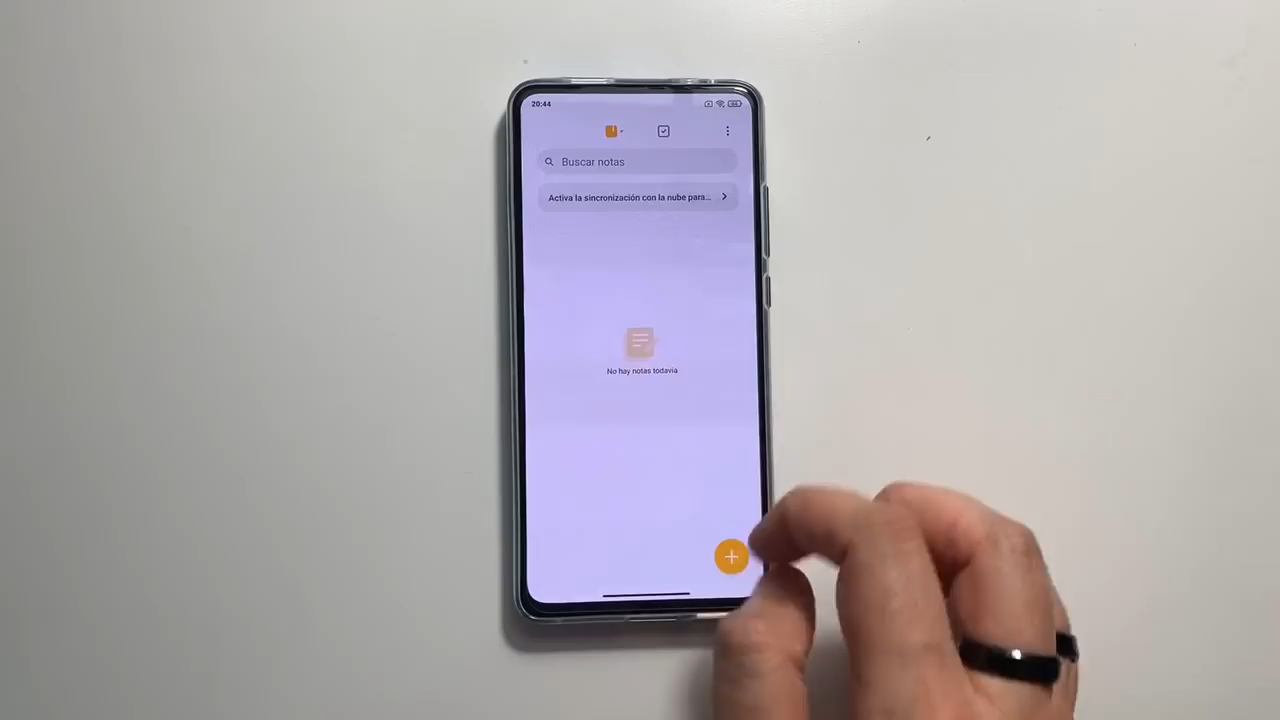 20:44
Buscar notas
Activa la sincronización con la nube para...
No hay notas todavía